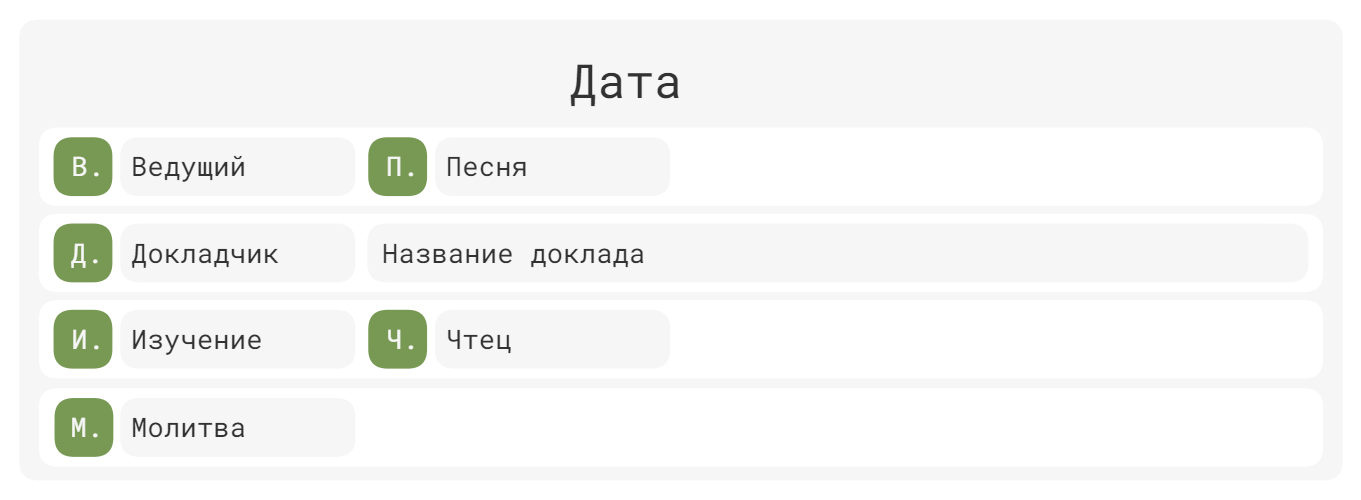 Дата
В. Ведущий П. Песня
Д. Докладчик Название доклада
И. Изучение Ч. Чтец
М. Молитва